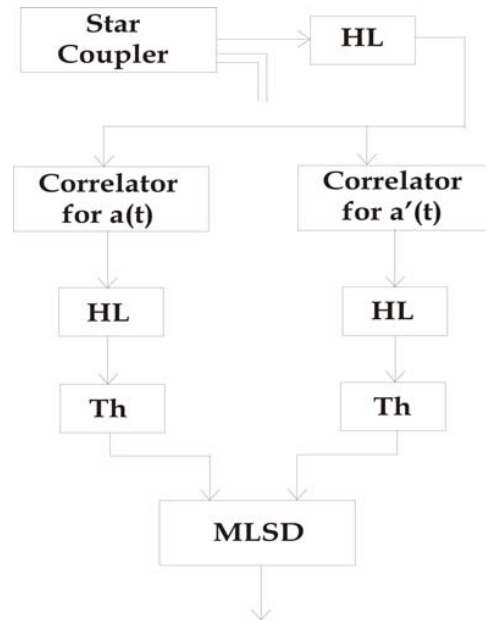 Star
Coupler
HL
Correlator
for a(t)
Correlator
for a’(t)
HL
HL
Th
Th
MLSD